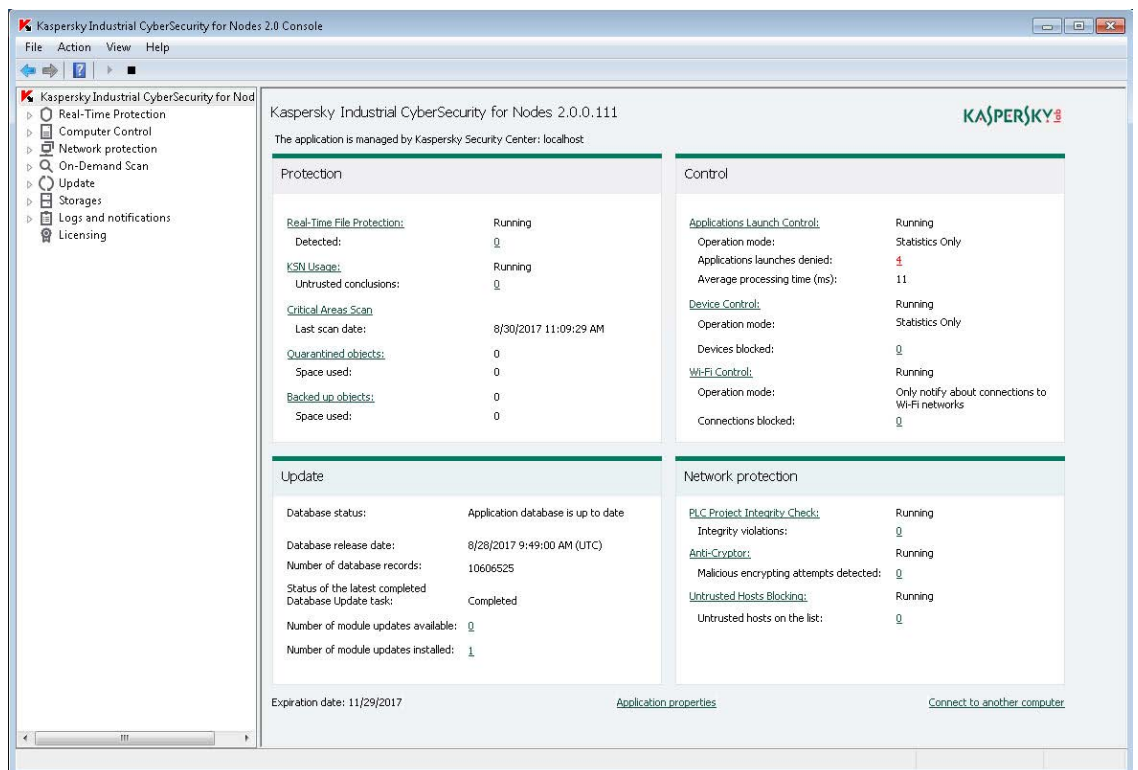 Kaspersky Industrial CyberSecurity for Nodes 2.0 Console
File Action View Help
Kaspersky Industrial CyberSecurity for Nod
Real-Time Protection
Computer Control
Network protection
On-Demand Scan
Update
Storages
Logs and notifications
Licensing
Kaspersky Industrial CyberSecurity for Nodes 2.0.0.111
KASPERSKY lab
The application is managed by Kaspersky Security Center: localhost
Protection
Real-Time File Protection: Running
Detected: 0
KSN Usage: Running
Untrusted conclusions: 0
Critical Areas Scan
Last scan date: 8/30/2017 11:09:29 AM
Quarantined objects: 0
Space used: 0
Backed up objects: 0
Space used: 0
Control
Applications Launch Control: Running
Operation mode: Statistics Only
Applications launches denied: 4
Average processing time (ms): 11
Device Control: Running
Operation mode: Statistics Only
Devices blocked: 0
Wi-Fi Control: Running
Operation mode: Only notify about connections to
Wi-Fi networks
Connections blocked: 0
Update
Database status: Application database is up to date
Database release date: 8/28/2017 9:49:00 AM (UTC)
Number of database records: 10606525
Status of the latest completed
Database Update task: Completed
Number of module updates available: 0
Number of module updates installed: 1
Network protection
PLC Project Integrity Check: Running
Integrity violations: 0
Anti-Cryptor: Running
Malicious encrypting attempts detected: 0
Untrusted Hosts Blocking: Running
Untrusted hosts on the list: 0
Expiration date: 11/29/2017
Application properties
Connect to another computer